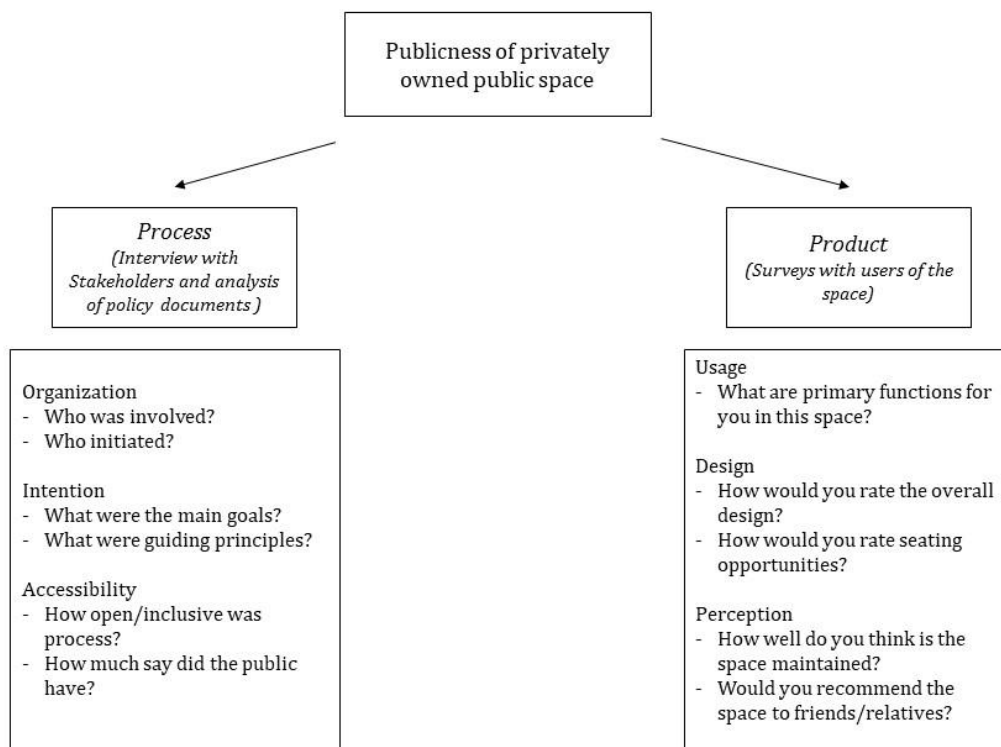 Publicness of privately
owned public space
Process
(Interview with
Stakeholders and analysis
of policy documents )
Product
(Surveys with users of the
space)
Organization
- Who was involved?
- Who initiated?
Intention
- What were the main goals?
- What were guiding principles?
Accessibility
- How open/inclusive was
process?
- How much say did the public
have?
Usage
- What are primary functions for
you in this space?
Design
- How would you rate the overall
design?
- How would you rate seating
opportunities?
Perception
- How well do you think is the
space maintained?
- Would you recommend the
space to friends/relatives?